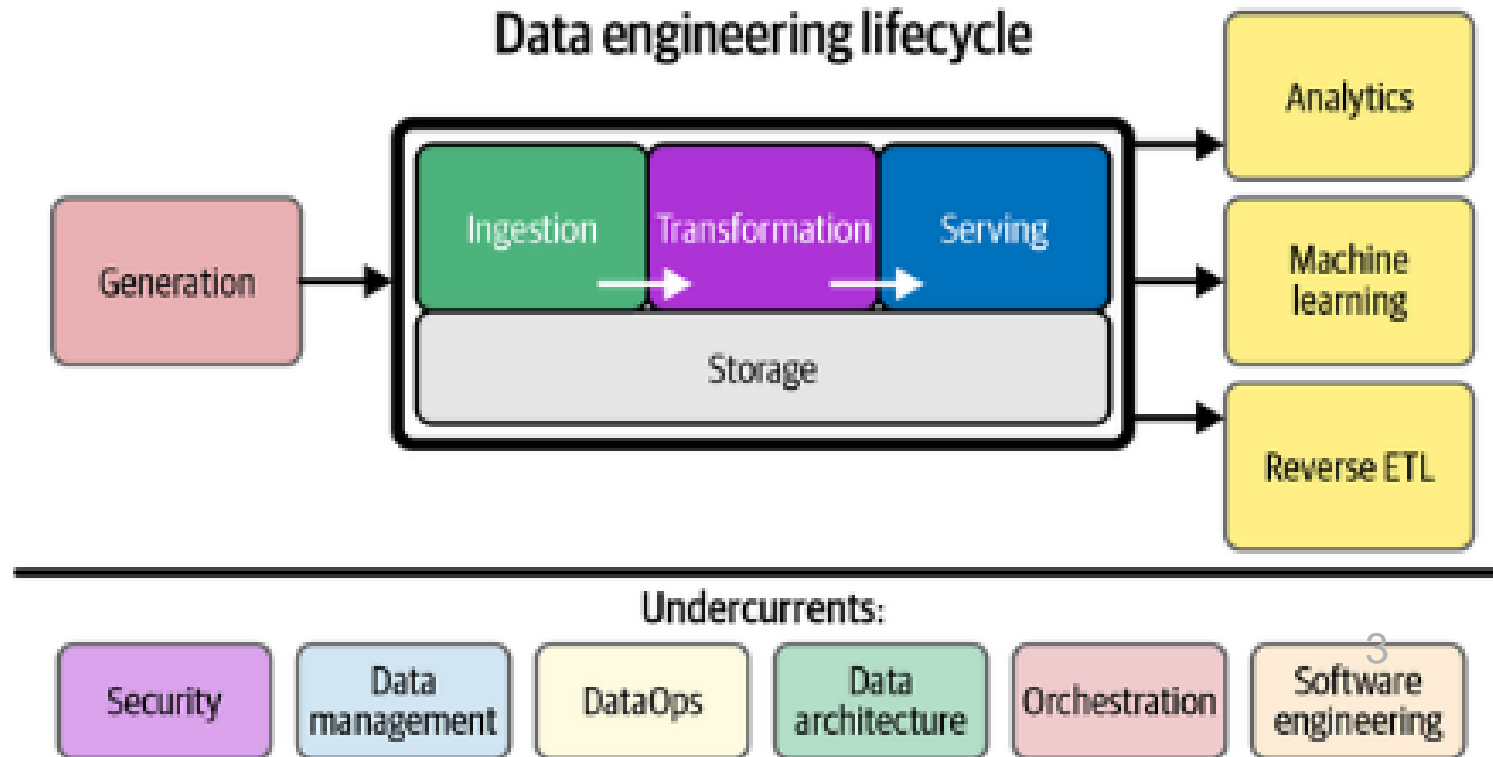 Data engineering lifecycle
Generation
Ingestion
Transformation
Serving
Storage
Analytics
Machine
learning
Reverse ETL
Undercurrents:
Security
Data
management
DataOps
Data
architecture
Orchestration
3
Software
engineering